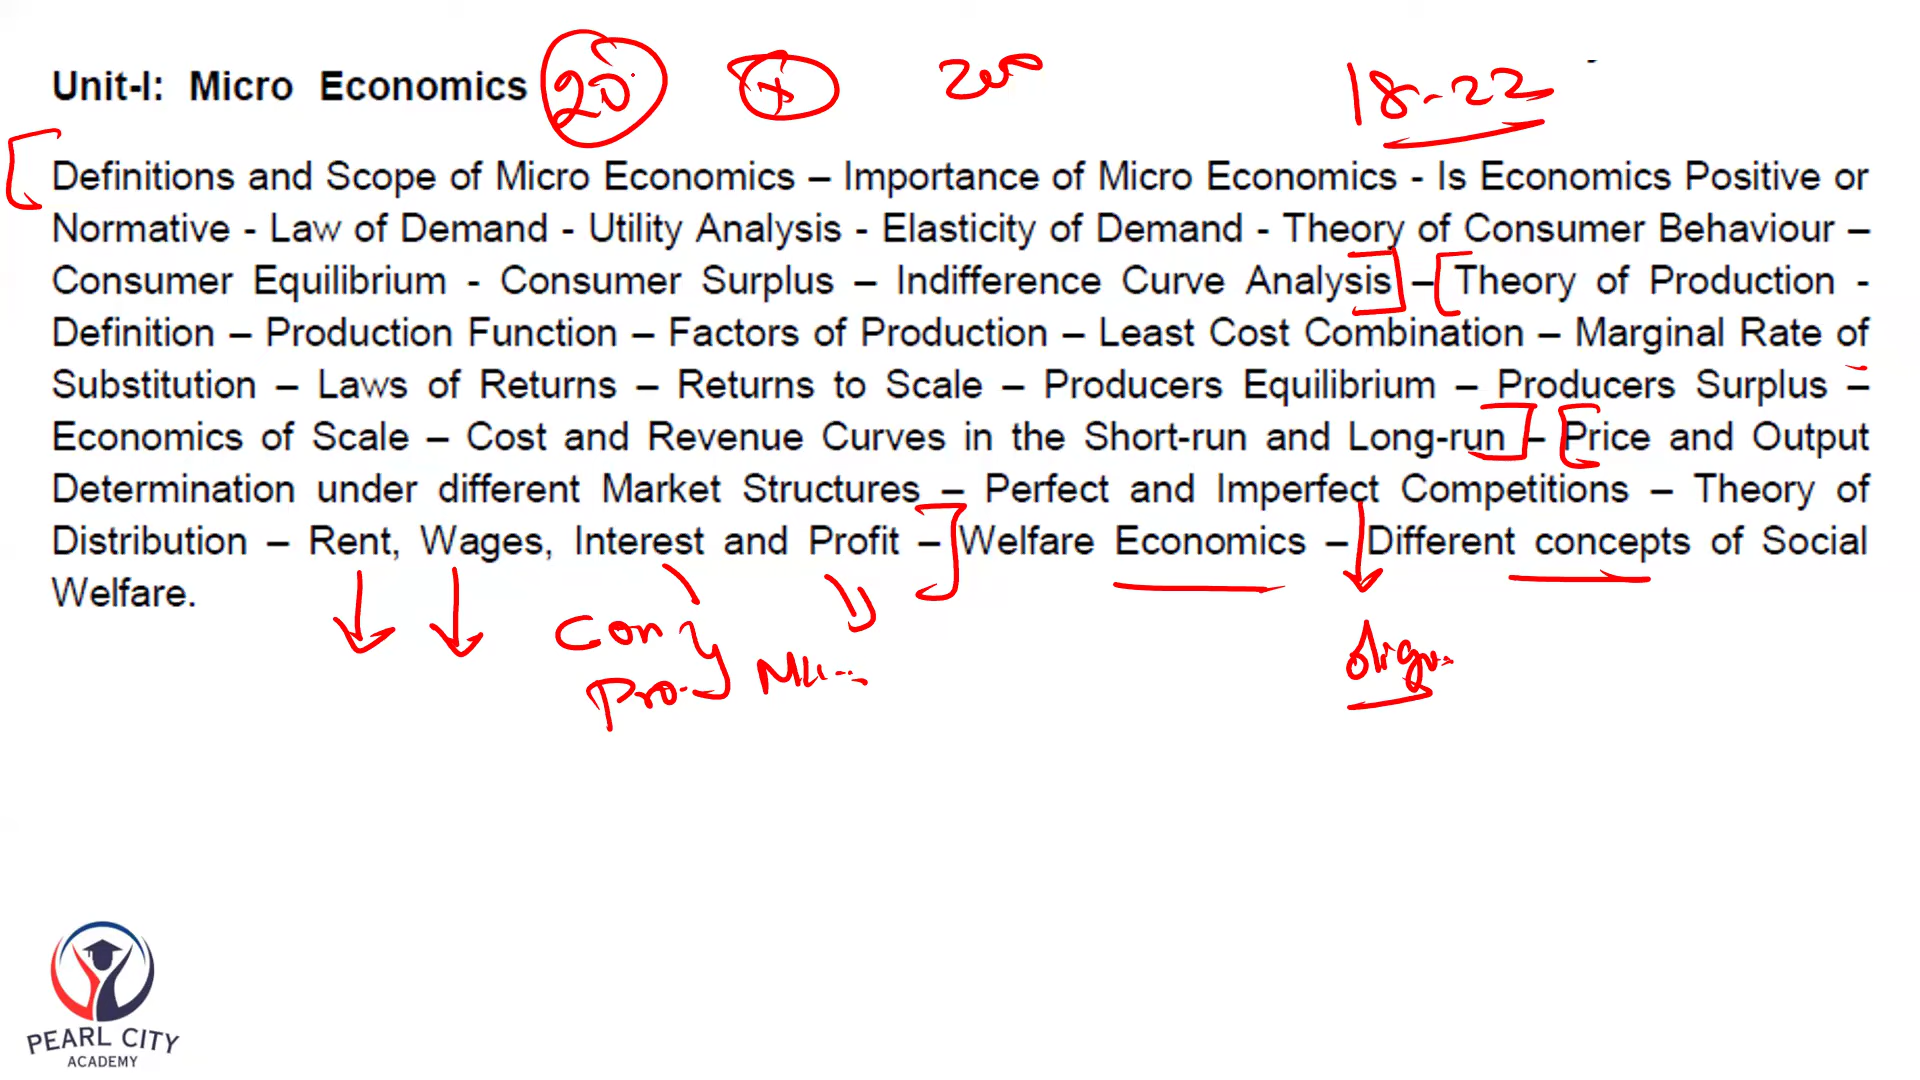 Unit-I: Micro Economics 20 + Zero 18-22
Definitions and Scope of Micro Economics – Importance of Micro Economics - Is Economics Positive or
Normative - Law of Demand - Utility Analysis - Elasticity of Demand - Theory of Consumer Behaviour –
Consumer Equilibrium - Consumer Surplus – Indifference Curve Analysis – Theory of Production -
Definition – Production Function – Factors of Production – Least Cost Combination – Marginal Rate of
Substitution – Laws of Returns – Returns to Scale – Producers Equilibrium – Producers Surplus –
Economics of Scale – Cost and Revenue Curves in the Short-run and Long-run – Price and Output
Determination under different Market Structures – Perfect and Imperfect Competitions – Theory of
Distribution – Rent, Wages, Interest and Profit – Welfare Economics – Different concepts of Social
Welfare.
Con
Pro.
PEARL CITY
ACADEMY